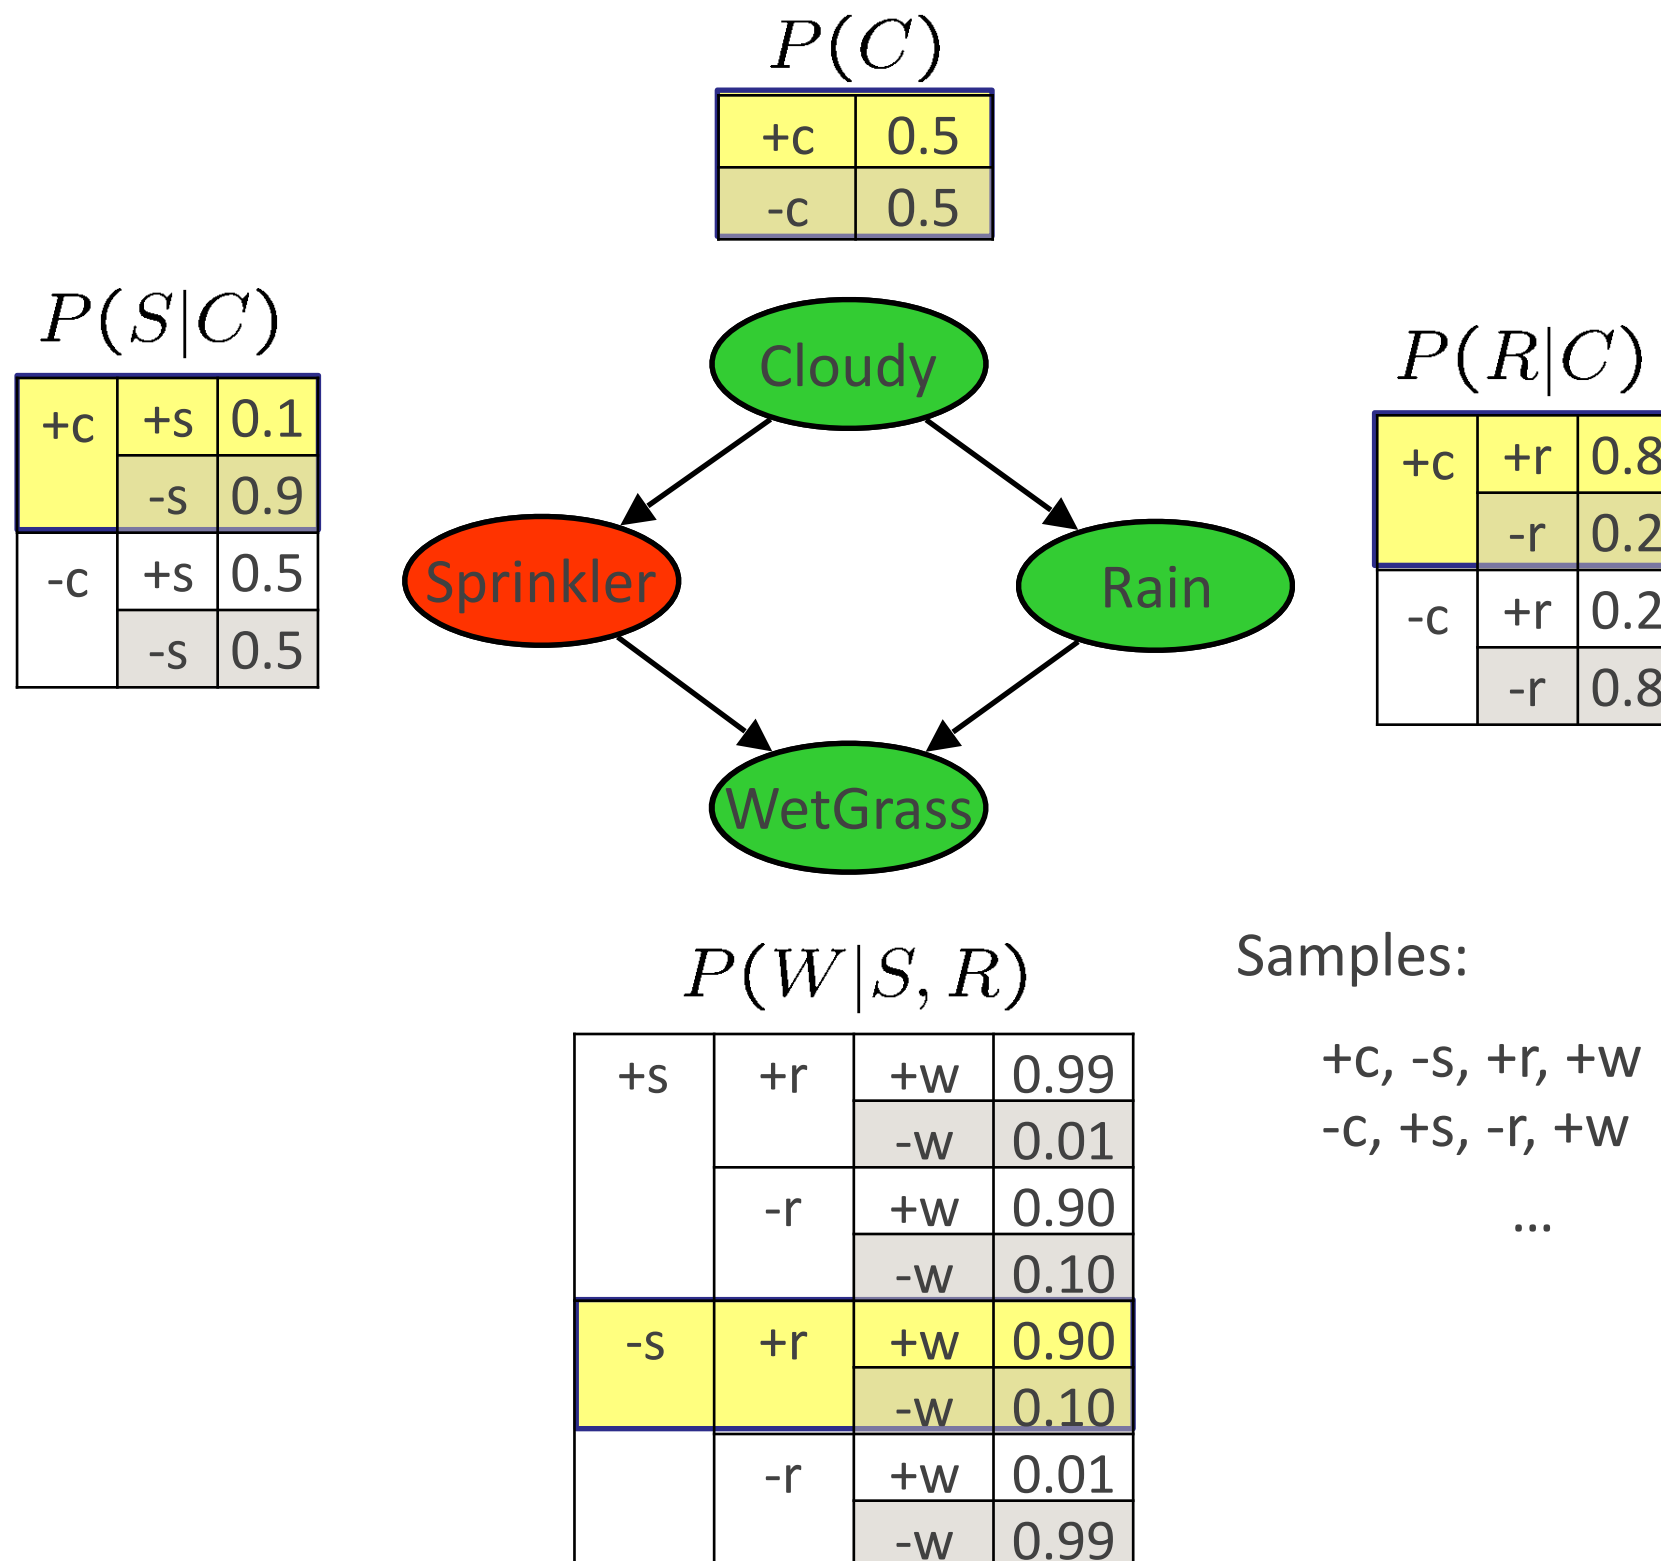 P(C)
+c 0.5
-c 0.5
P(S|C)
+c +s 0.1
-s 0.9
-c +s 0.5
-s 0.5
Cloudy
P(R|C)
+c +r 0.8
-r 0.2
-c +r 0.2
-r 0.8
Sprinkler
Rain
WetGrass
P(W|S, R)
+s +r +w 0.99
-w 0.01
-r +w 0.90
-w 0.10
-s +r +w 0.90
-w 0.10
-r +w 0.01
-w 0.99
Samples:
+c, -s, +r, +w
-c, +s, -r, +w
...